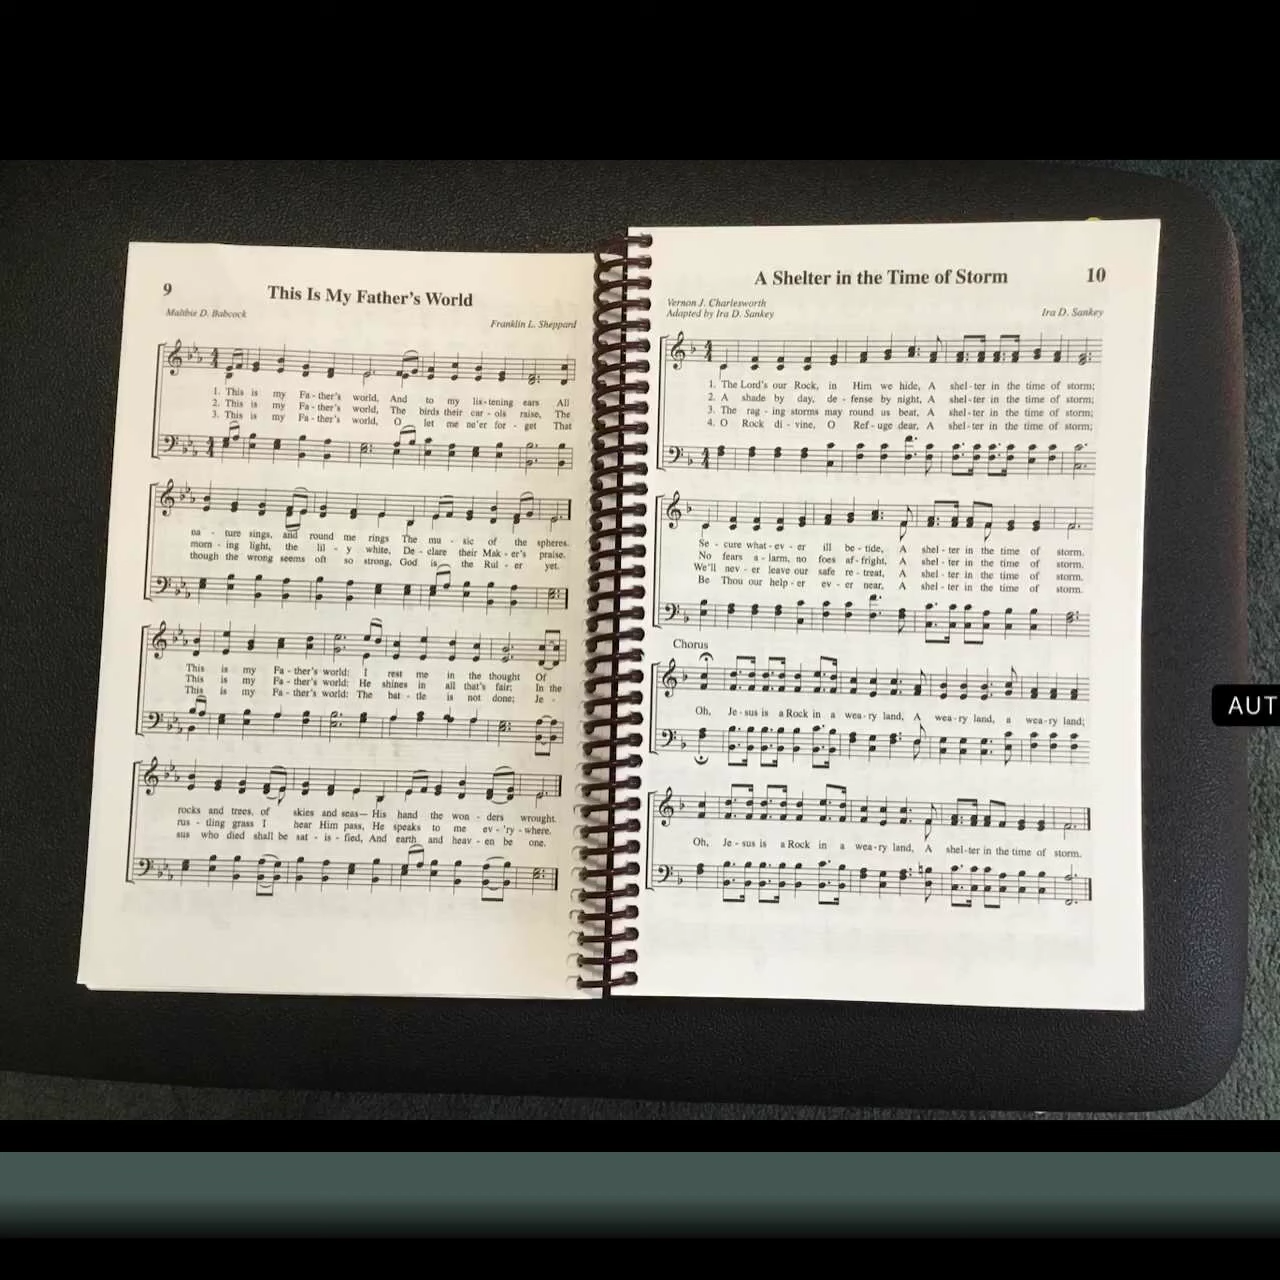 9
This Is My Father's World
Maltbie D. Babcock
Franklin L. Sheppard
1. This is my Fa - ther's world, And to my lis - tening ears All
2. This is my Fa - ther's world, The birds their car - ols raise, The
3. This is my Fa - ther's world, O let me ne'er for - get That
na - ture sings, and round me rings The mu - sic of the spheres.
morn - ing light, the lil - y white, De - clare their Mak - er's praise.
though the wrong seems oft so strong, God is the Rul - er yet.
This is my Fa - ther's world: I rest me in the thought Of
This is my Fa - ther's world: He shines in all that's fair; In the
This is my Fa - ther's world: The bat - tle is not done; Je -
rocks and trees, of skies and seas— His hand the won - ders wrought.
rus - tling grass I hear Him pass, He speaks to me ev - 'ry - where.
sus who died shall be sat - is - fied, And earth and heav - en be one.
A Shelter in the Time of Storm
10
Vernon J. Charlesworth
Adapted by Ira D. Sankey
Ira D. Sankey
1. The Lord's our Rock, in Him we hide, A shel - ter in the time of storm;
2. A shade by day, de - fense by night, A shel - ter in the time of storm;
3. The rag - ing storms may round us beat, A shel - ter in the time of storm;
4. O Rock di - vine, O Ref - uge dear, A shel - ter in the time of storm;
Se - cure what - ev - er ill be - tide, A shel - ter in the time of storm.
No fears a - larm, no foes af - fright, A shel - ter in the time of storm.
We'll nev - er leave our safe re - treat, A shel - ter in the time of storm.
Be Thou our help - er ev - er near, A shel - ter in the time of storm.
Chorus
Oh, Je - sus is a Rock in a wea - ry land, A wea - ry land, a wea - ry land;
Oh, Je - sus is a Rock in a wea - ry land, A shel - ter in the time of storm.
AUT